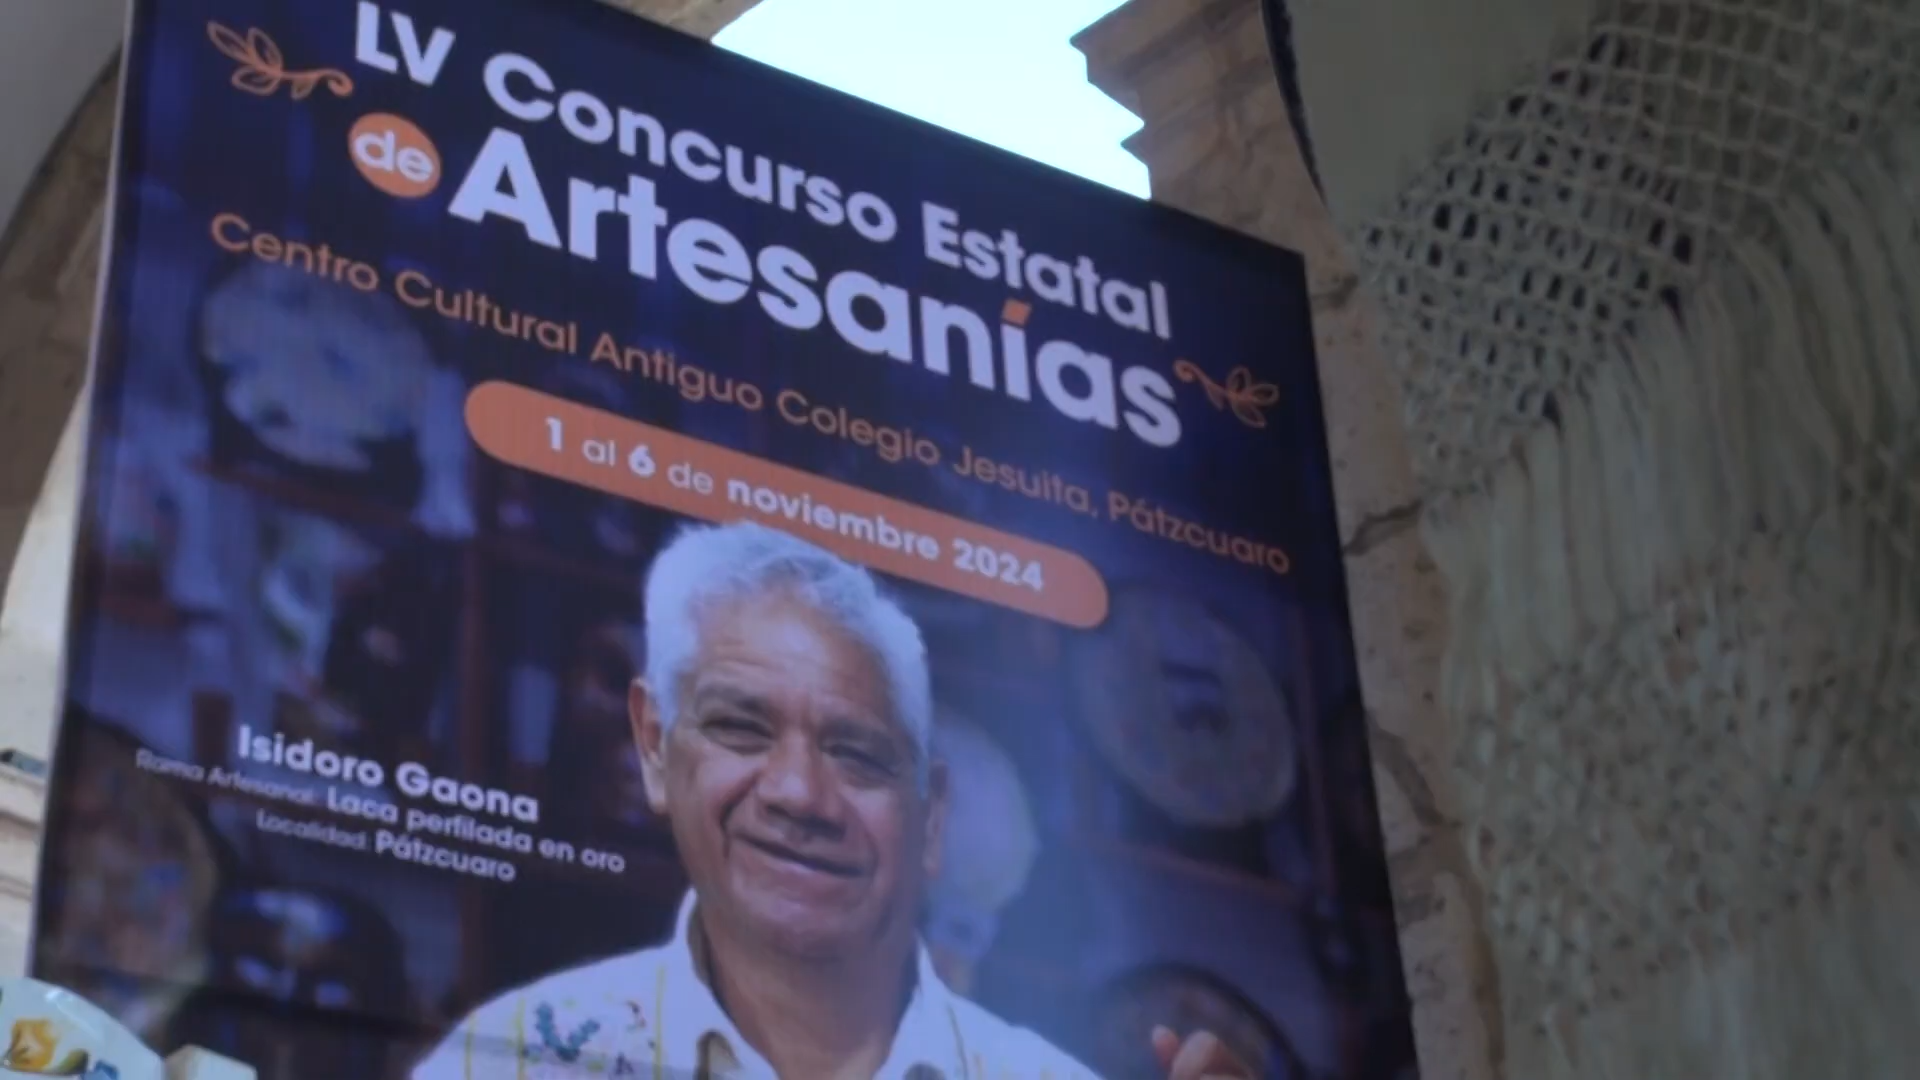 LV Concurso Estatal
de Artesanías
Centro Cultural Antiguo Colegio Jesuita, Pátzcuaro
1 al 6 de noviembre 2024
Isidoro Gaona
Rama Artesanal: Laca perfilada en oro
Localidad: Pátzcuaro